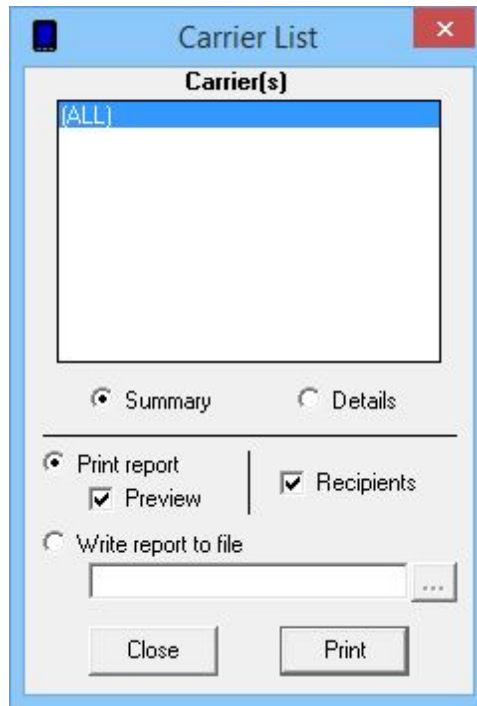 Carrier List
Carrier(s)
(ALL)
Summary Details
Print report
Preview
Recipients
Write report to file
...
Close Print